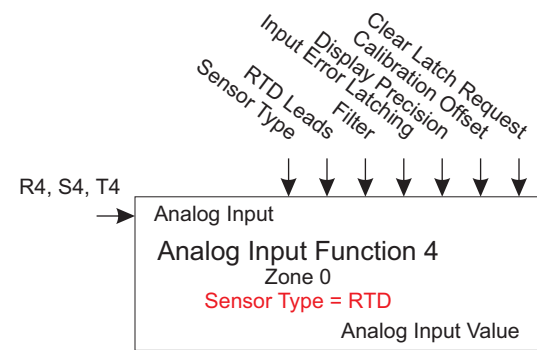 Sensor Type
RTD Leads
Filter
Input Error Latching
Display Precision
Calibration Offset
Clear Latch Request
R4, S4, T4
Analog Input
Analog Input Function 4
Zone 0
Sensor Type = RTD
Analog Input Value